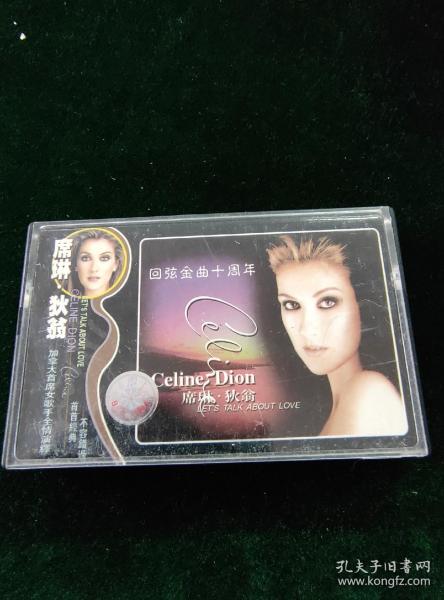 席琳·狄翁
CELINE·DION
LET'S TALK ABOUT LOVE
加拿大首席女歌手全情演绎
首首经典
回弦金曲十周年
Celine
Celine·Dion
席琳·狄翁
LET'S TALK ABOUT LOVE
孔夫子旧书网
www.kongfz.com